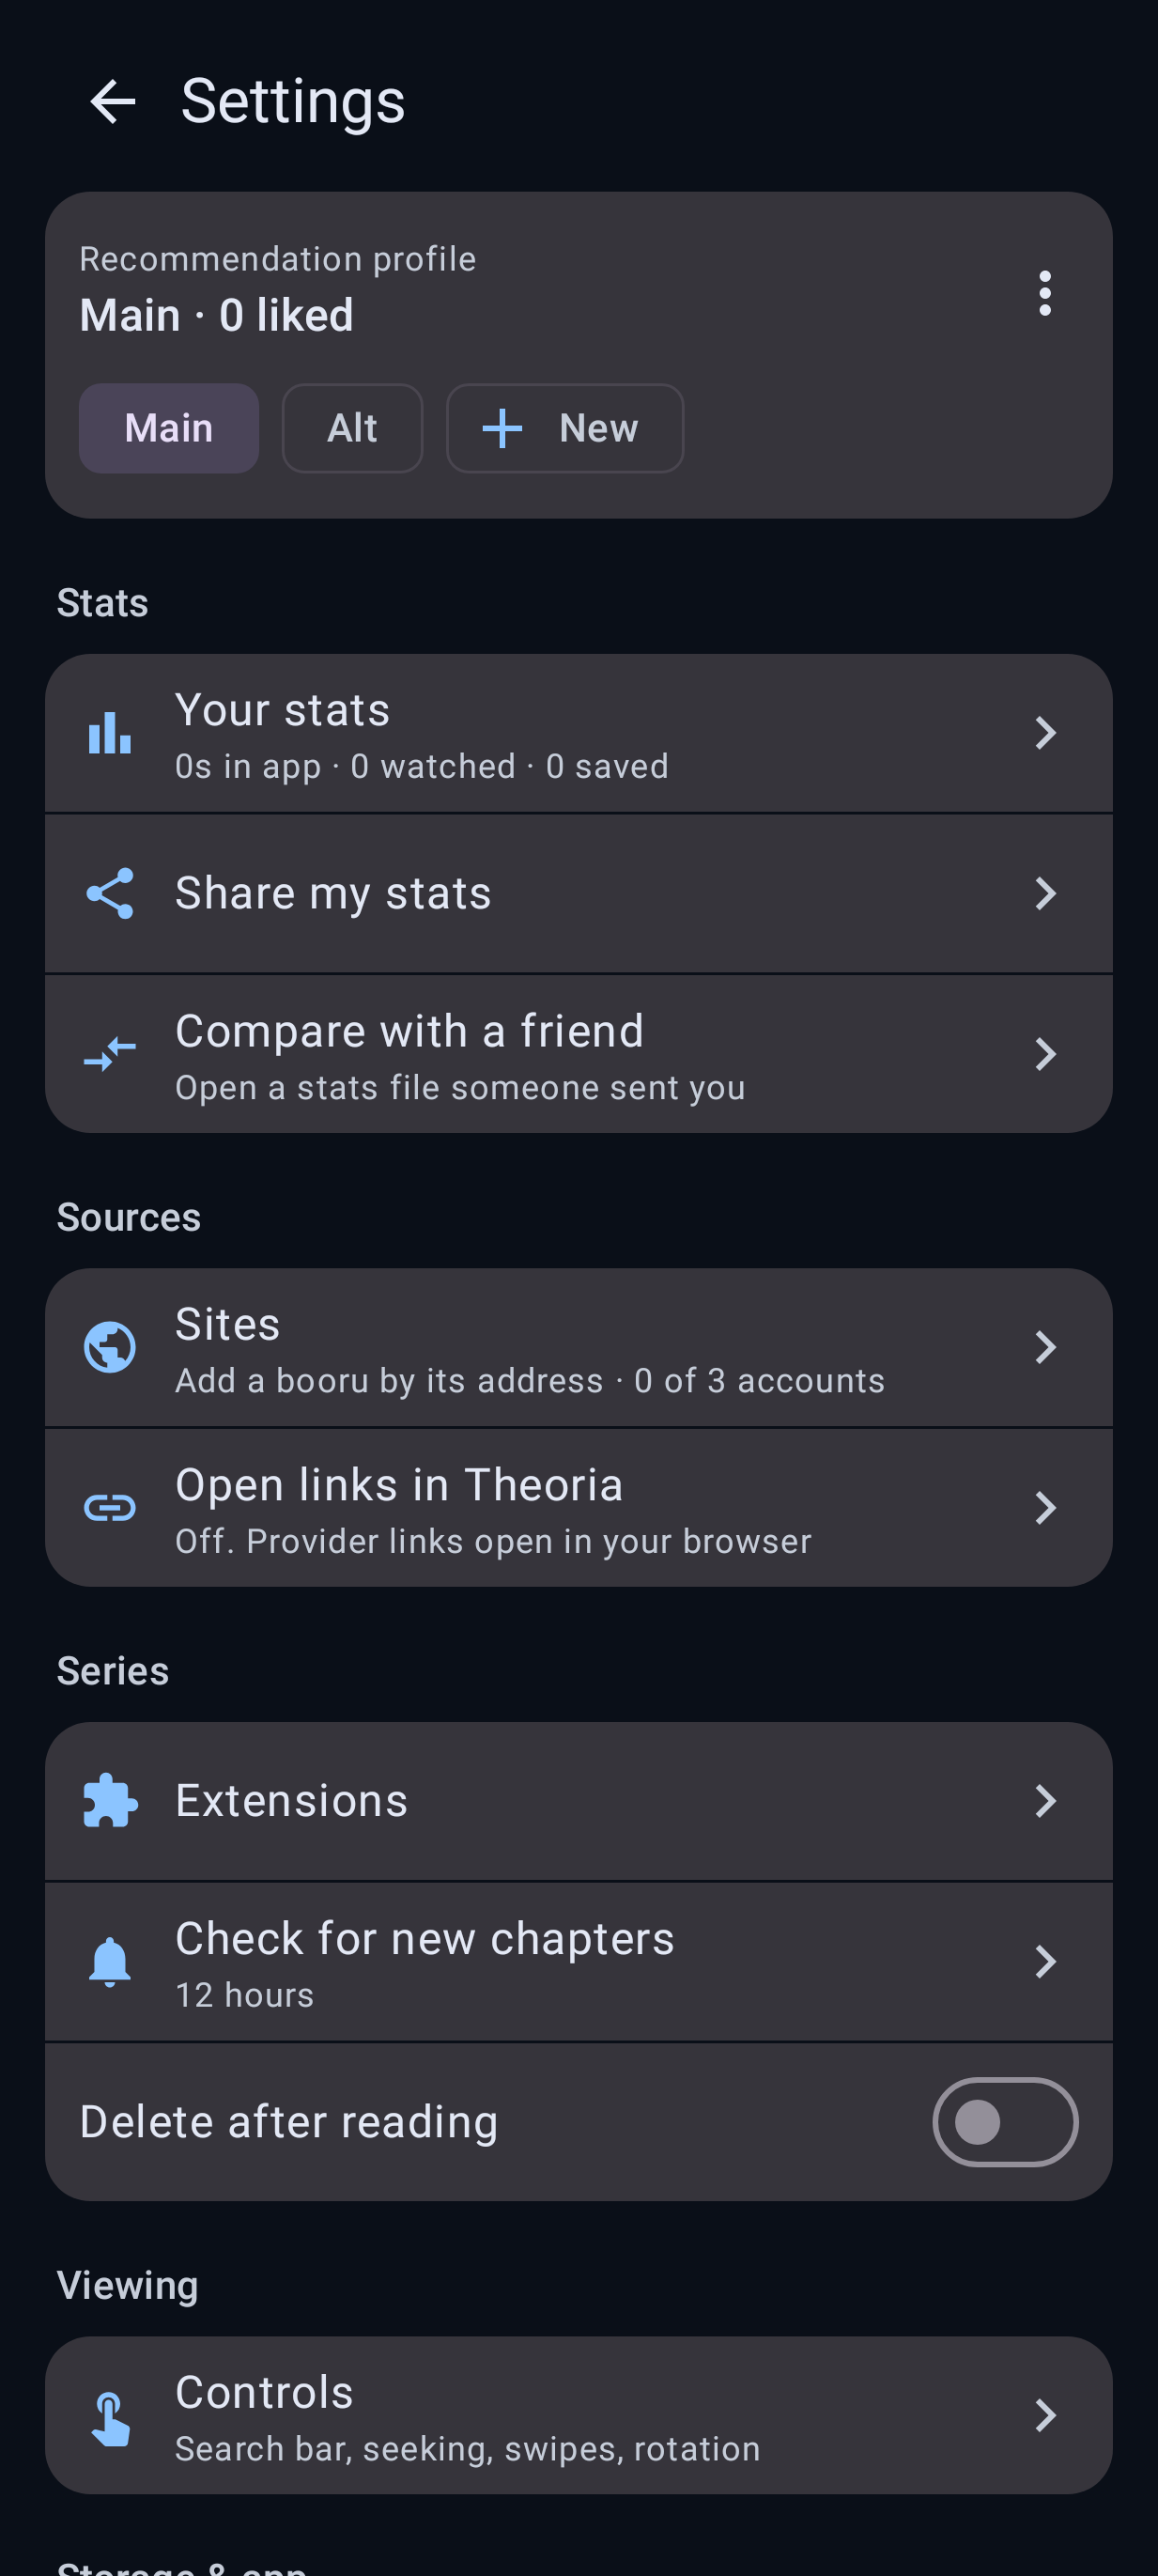 Settings
Recommendation profile
Main · 0 liked
Main
Alt
New
Stats
Your stats
0s in app · 0 watched · 0 saved
Share my stats
Compare with a friend
Open a stats file someone sent you
Sources
Sites
Add a booru by its address · 0 of 3 accounts
Open links in Theoria
Off. Provider links open in your browser
Series
Extensions
Check for new chapters
12 hours
Delete after reading
Viewing
Controls
Search bar, seeking, swipes, rotation
Storage & app